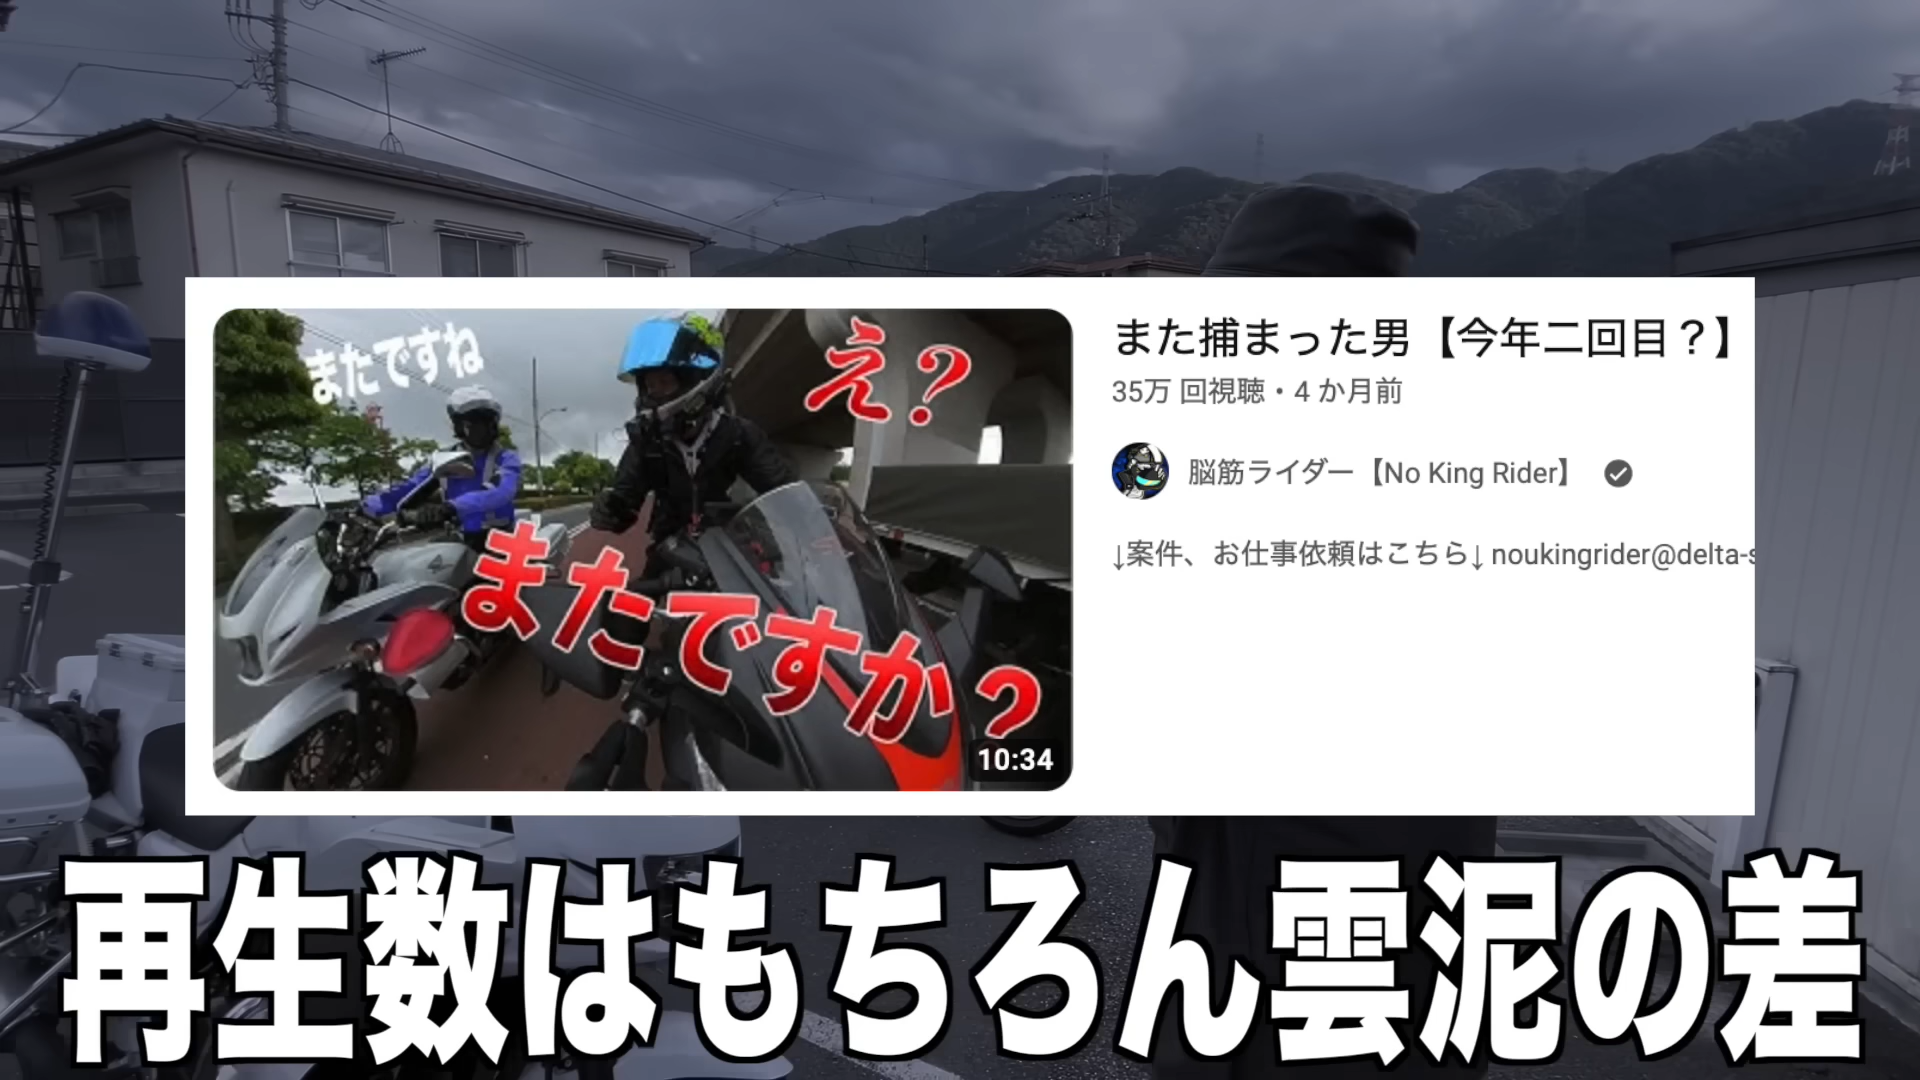 またですね
え?
またですか?
10:34
また捕まった男【今年二回目？】
35万 回視聴・4 か月前
脳筋ライダー【No King Rider】
↓案件、お仕事依頼はこちら↓ noukingrider@delta-s
再生数はもちろん雲泥の差